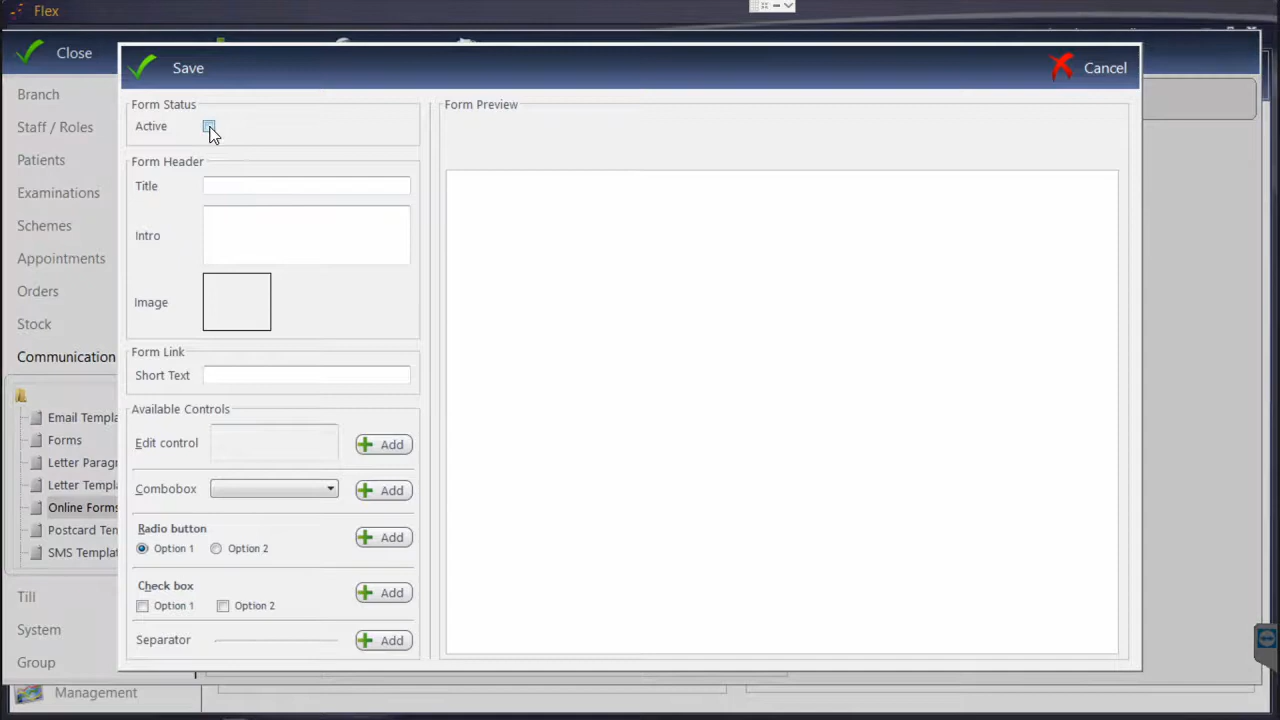 Flex
Close
Save
Cancel
Branch
Staff / Roles
Patients
Examinations
Schemes
Appointments
Orders
Stock
Communication
Email Templa
Forms
Letter Paragr
Letter Templa
Online Forms
Postcard Tem
SMS Templat
Till
System
Group
Management
Form Status
Active
Form Header
Title
Intro
Image
Form Link
Short Text
Available Controls
Edit control
Add
Combobox
Add
Radio button
Option 1
Option 2
Add
Check box
Option 1
Option 2
Add
Separator
Add
Form Preview